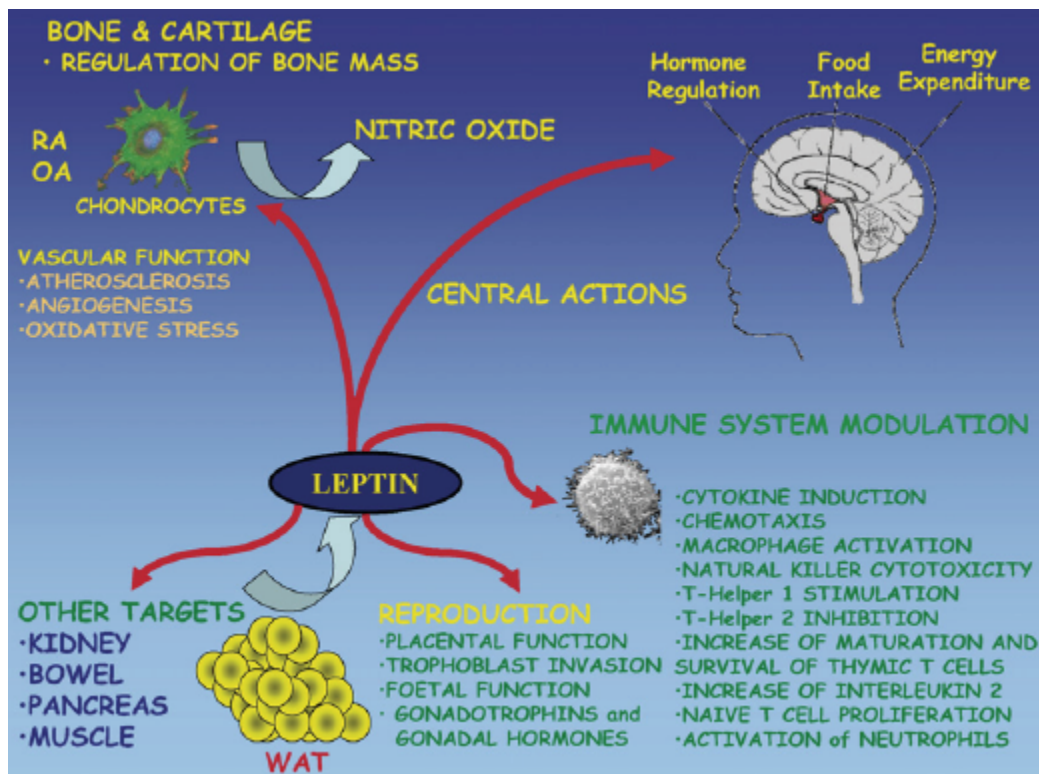 BONE & CARTILAGE
· REGULATION OF BONE MASS
RA
OA
CHONDROCYTES
NITRIC OXIDE
Hormone
Regulation
Food
Intake
Energy
Expenditure
VASCULAR FUNCTION
·ATHEROSCLEROSIS
·ANGIOGENESIS
·OXIDATIVE STRESS
CENTRAL ACTIONS
LEPTIN
IMMUNE SYSTEM MODULATION
·CYTOKINE INDUCTION
·CHEMOTAXIS
·MACROPHAGE ACTIVATION
·NATURAL KILLER CYTOTOXICITY
·T-Helper 1 STIMULATION
·T-Helper 2 INHIBITION
·INCREASE OF MATURATION AND
SURVIVAL OF THYMIC T CELLS
·INCREASE OF INTERLEUKIN 2
·NAIVE T CELL PROLIFERATION
·ACTIVATION of NEUTROPHILS
OTHER TARGETS
·KIDNEY
·BOWEL
·PANCREAS
·MUSCLE
WAT
REPRODUCTION
·PLACENTAL FUNCTION
·TROPHOBLAST INVASION
·FOETAL FUNCTION
· GONADOTROPHINS and
GONADAL HORMONES